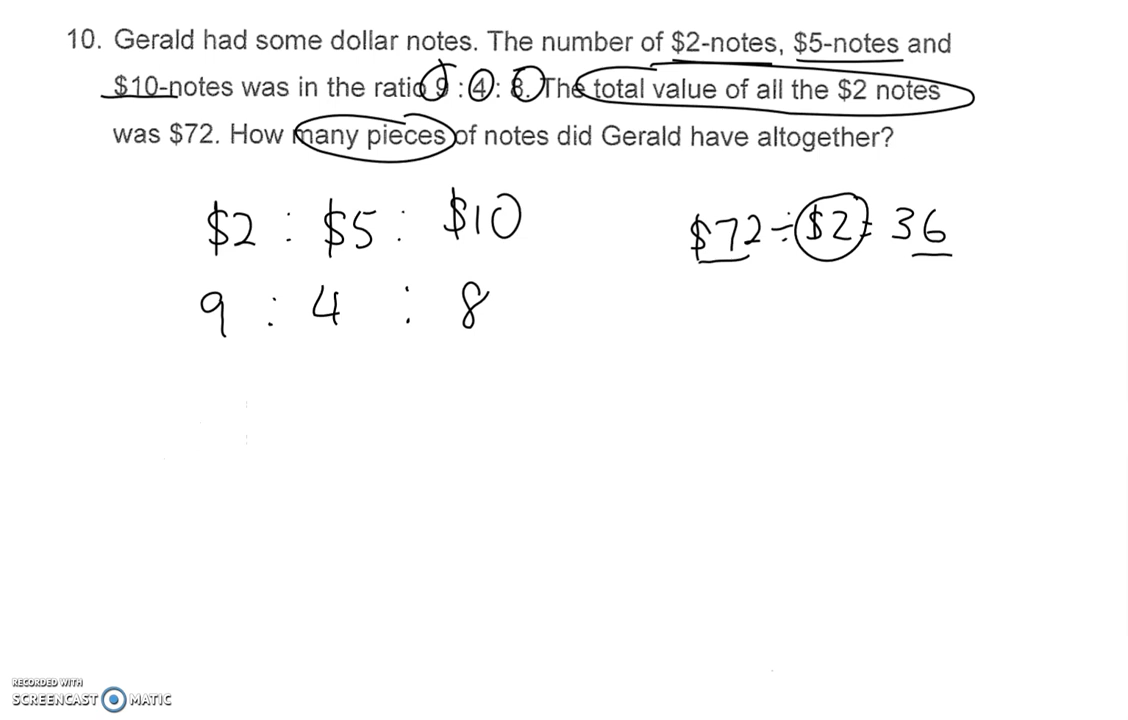 10. Gerald had some dollar notes. The number of $2-notes, $5-notes and
$10-notes was in the ratio 9 : 4 : 8. The total value of all the $2 notes
was $72. How many pieces of notes did Gerald have altogether?
$2 : $5 : $10
$72 ÷ $2 = 36
9 : 4 : 8
RECORDED WITH
SCREENCAST MATIC